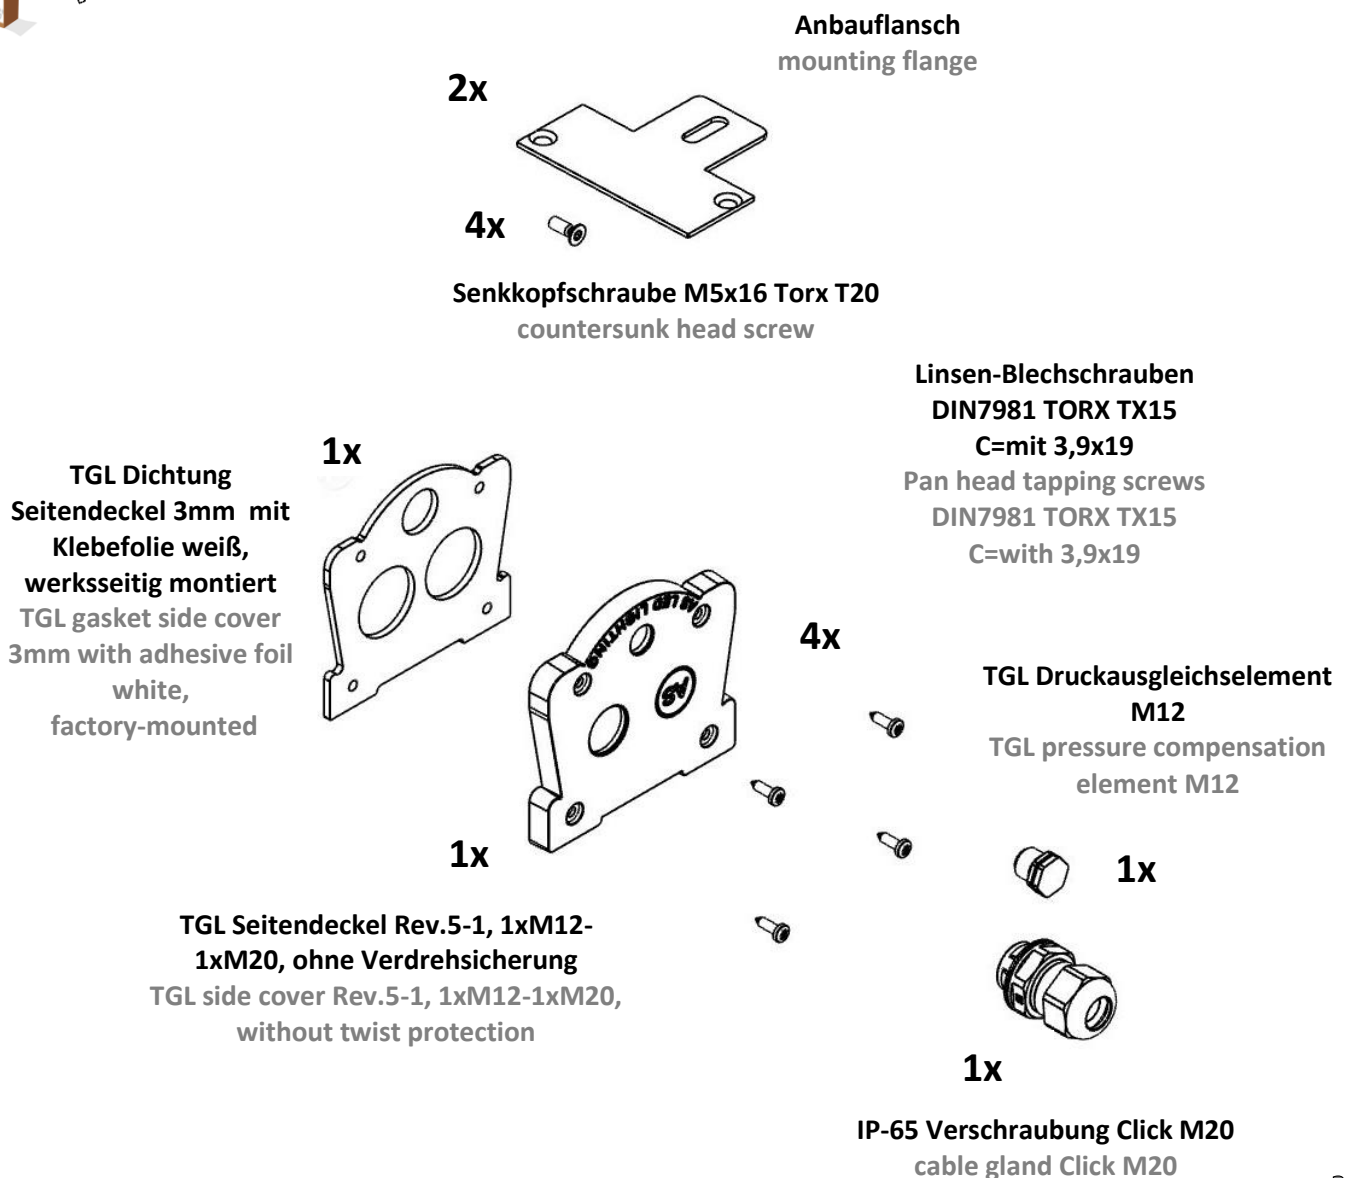 Anbauflansch
mounting flange
2x
4x
Senkkopfschraube M5x16 Torx T20
countersunk head screw
Linsen-Blechschrauben
DIN7981 TORX TX15
C=mit 3,9x19
Pan head tapping screws
DIN7981 TORX TX15
C=with 3,9x19
1x
TGL Dichtung
Seitendeckel 3mm mit
Klebefolie weiß,
werksseitig montiert
TGL gasket side cover
3mm with adhesive foil
white,
factory-mounted
AS LED LIGHTING
AS
4x
TGL Druckausgleichselement
M12
TGL pressure compensation
element M12
1x
1x
TGL Seitendeckel Rev.5-1, 1xM12-
1xM20, ohne Verdrehsicherung
TGL side cover Rev.5-1, 1xM12-1xM20,
without twist protection
1x
IP-65 Verschraubung Click M20
cable gland Click M20